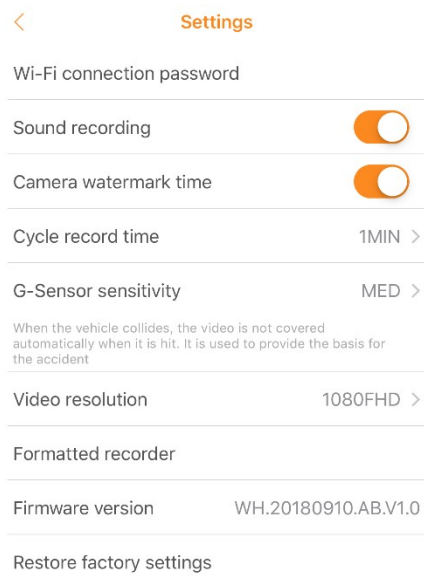 Settings
Wi-Fi connection password
Sound recording
Camera watermark time
Cycle record time 1MIN
G-Sensor sensitivity MED
When the vehicle collides, the video is not covered
automatically when it is hit. It is used to provide the basis for
the accident
Video resolution 1080FHD
Formatted recorder
Firmware version WH.20180910.AB.V1.0
Restore factory settings